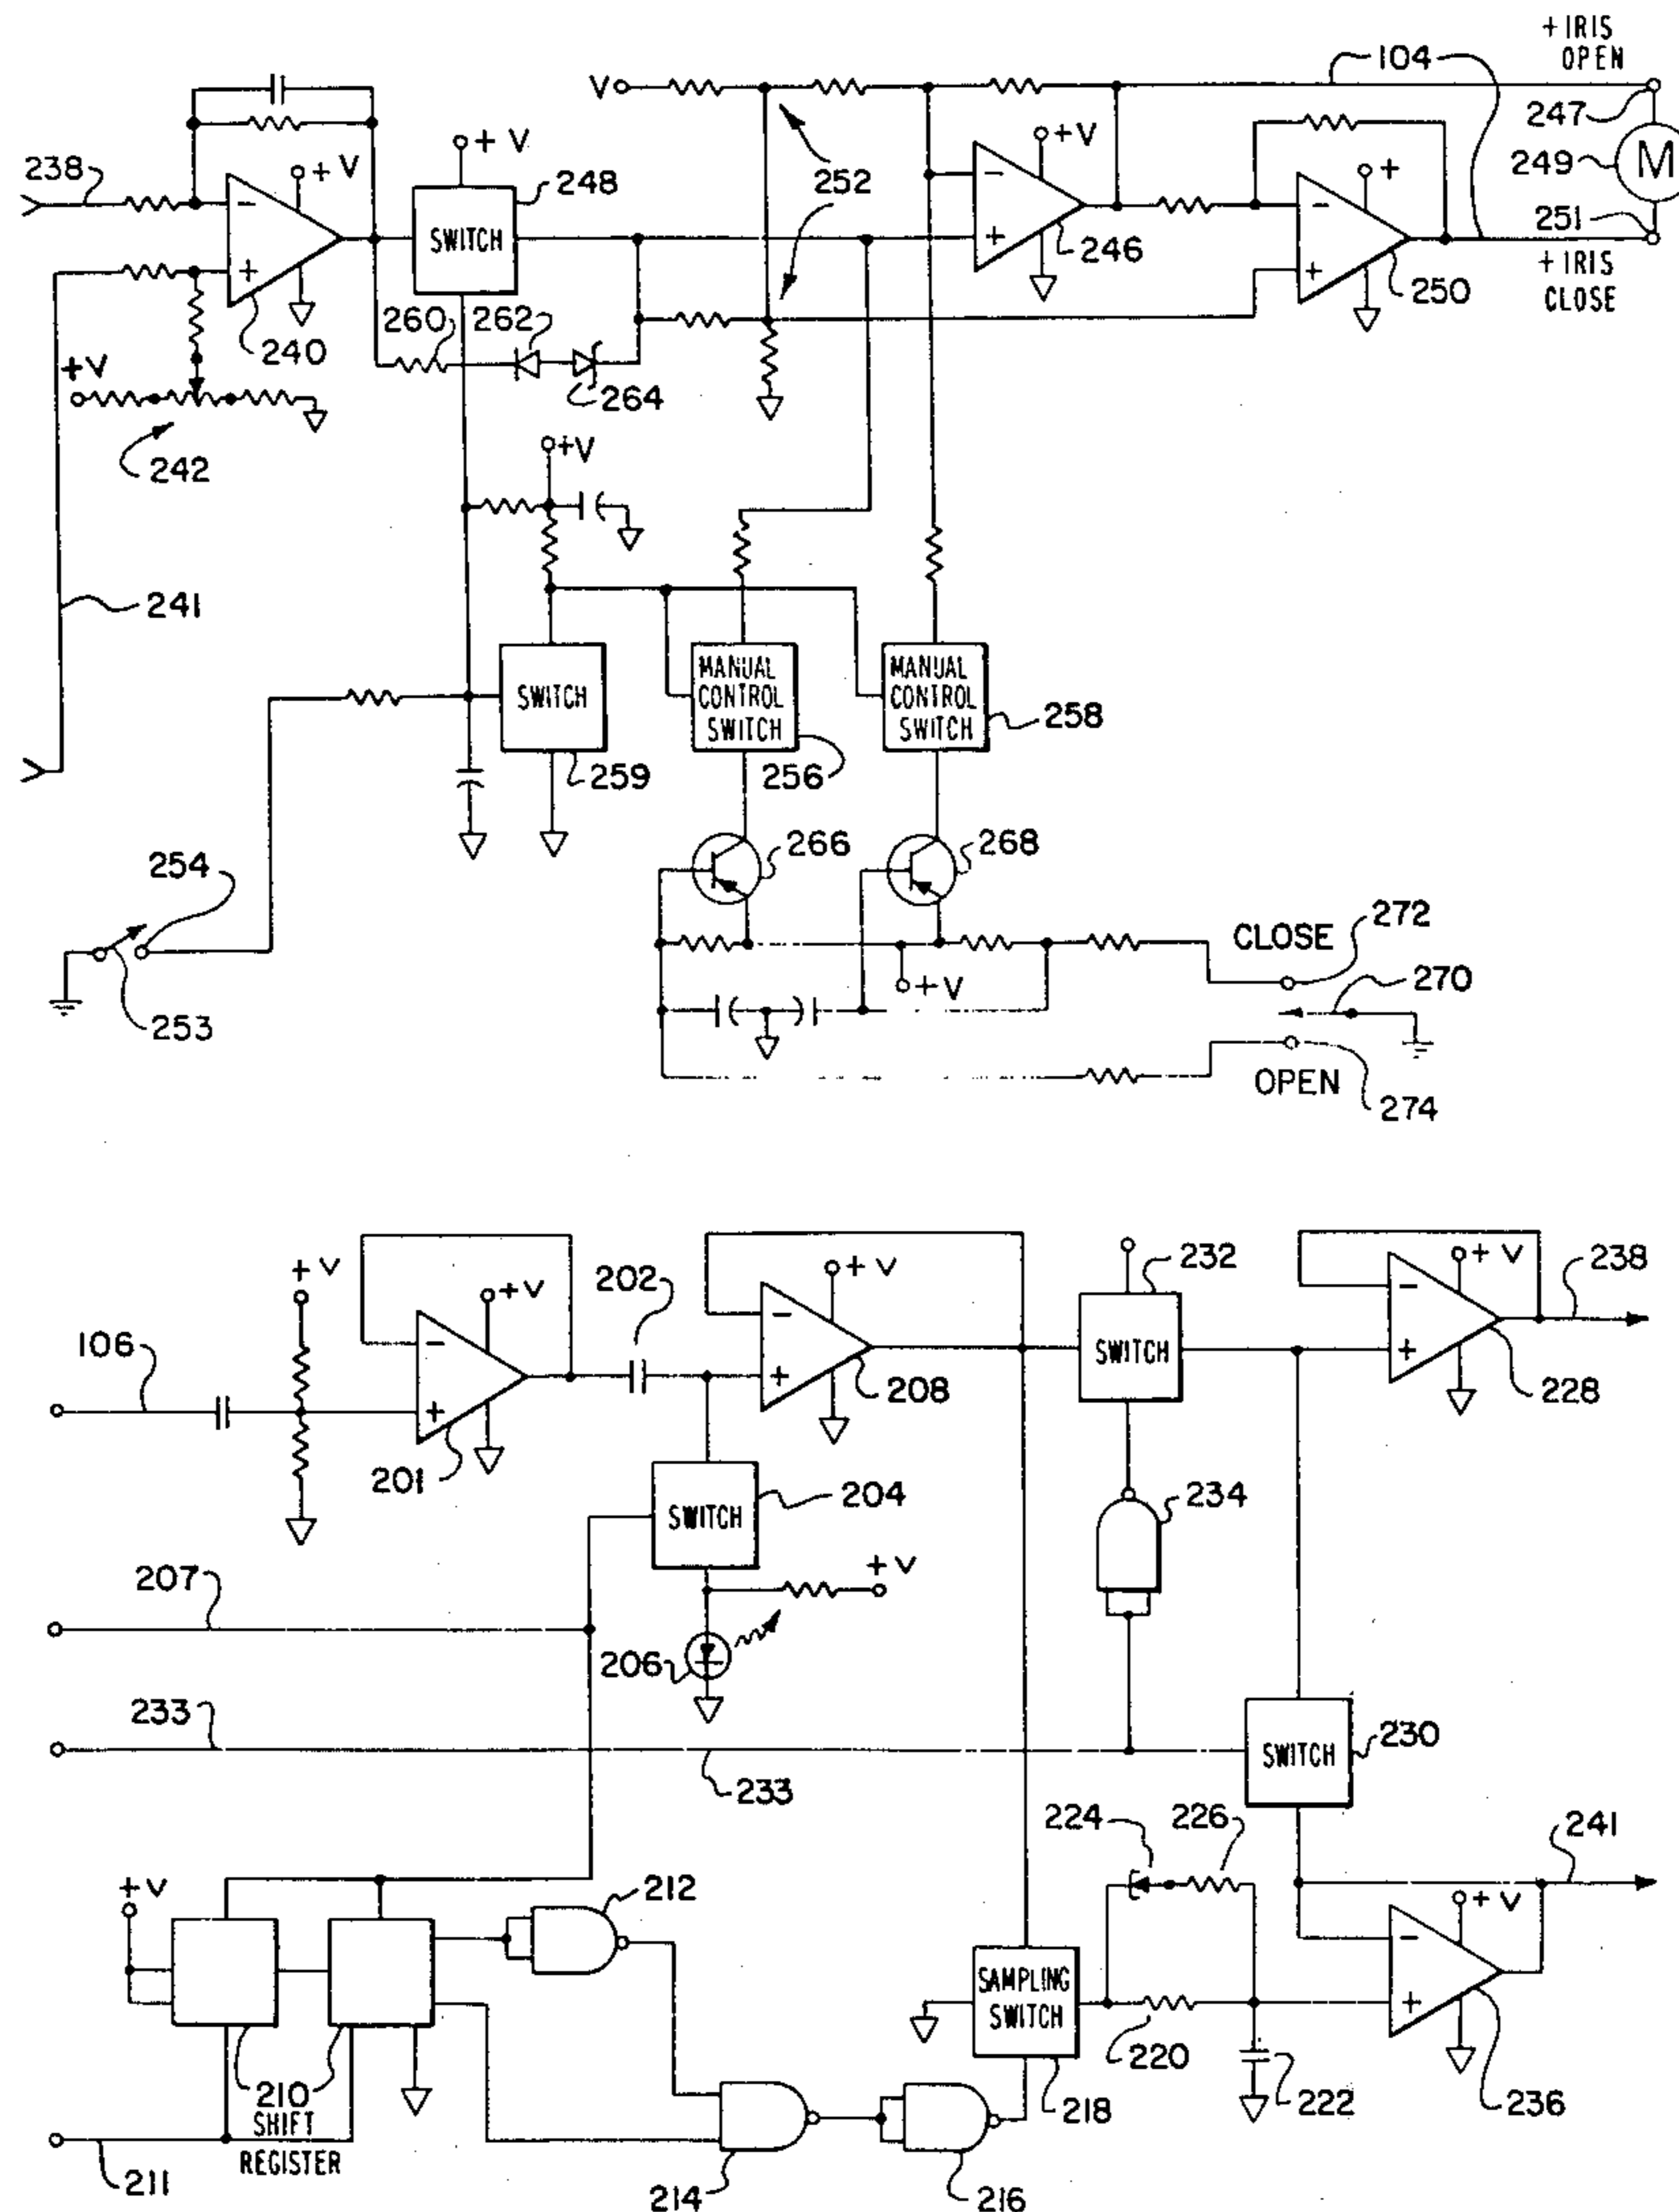 + IRIS
OPEN
104
V
247
+ V
238
+V
248
M
249
SWITCH
252
+
251
−
+
240
−
+
246
−
+
250
+ IRIS
CLOSE
260
262
264
+V
242
+V
241
MANUAL
CONTROL
SWITCH
MANUAL
CONTROL
SWITCH
SWITCH
258
259
256
254
266
268
272
CLOSE
+V
270
253
OPEN
274
+ V
+V
202
+ V
232
+ V
238
106
−
+
201
−
+
208
SWITCH
−
+
228
SWITCH
204
234
207
+ V
206
233
233
SWITCH
230
224
226
241
+V
212
+ V
SAMPLING
SWITCH
−
+
210
SHIFT
REGISTER
220
222
236
218
211
214
216